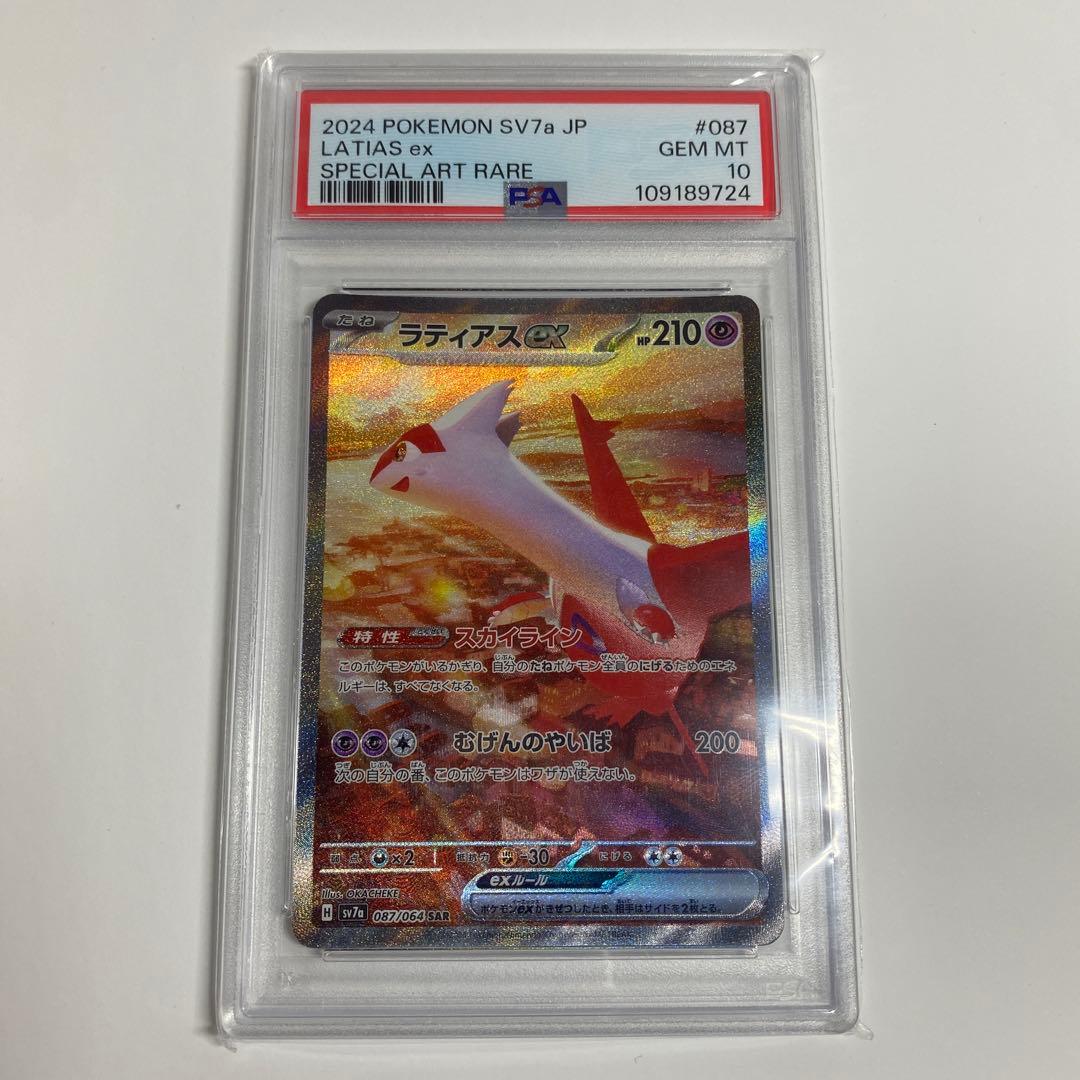 2024 POKEMON SV7a JP #087
LATIAS ex GEM MT
SPECIAL ART RARE 10
PSA 109189724
たね ラティアスex HP210
特性 スカイライン
このポケモンがいるかぎり、自分のたねポケモン全員のにげるためのエネ
ルギーは、すべてなくなる。
むげんのやいば 200
次の自分の番、このポケモンはワザが使えない。
弱点 ×2 抵抗力 -30 にげる
exルール
ポケモンexがきぜつしたとき、相手はサイドを2枚とる。
Illus. OKACHEKE
H sv7a 087/064 SAR
PSA